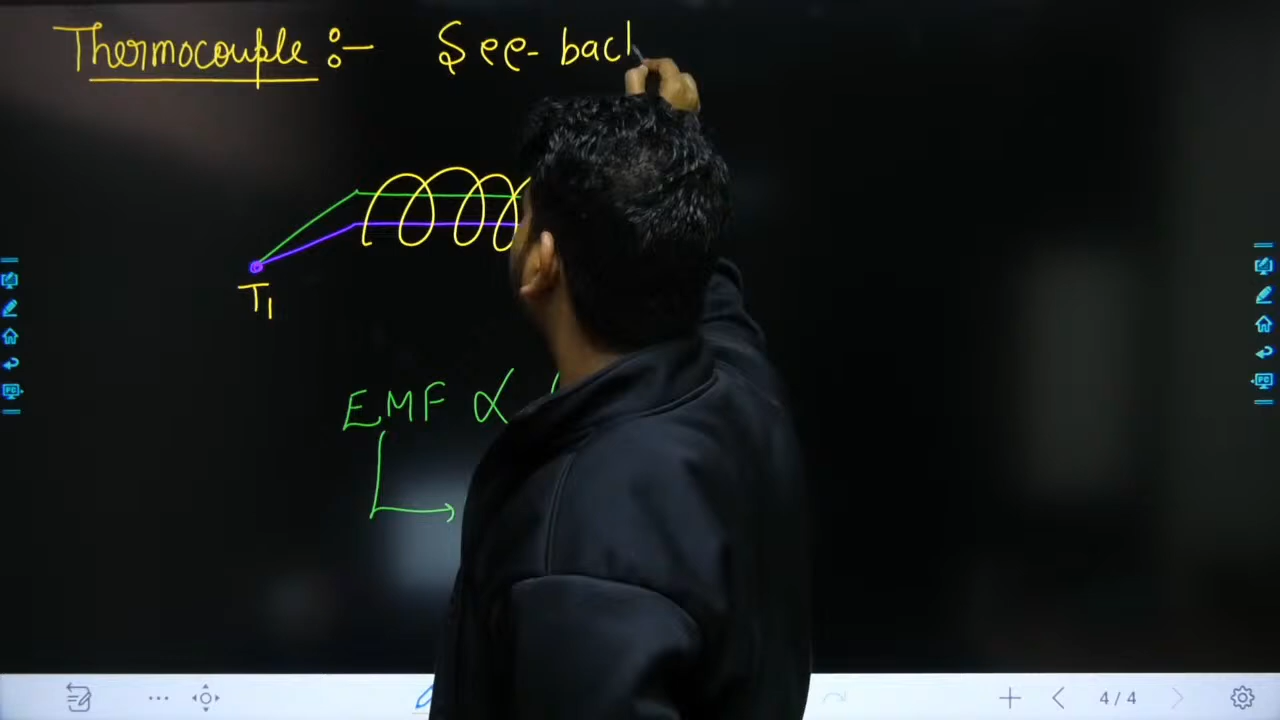 Thermocouple :- See-bac
T1
EMF ∝
4/4